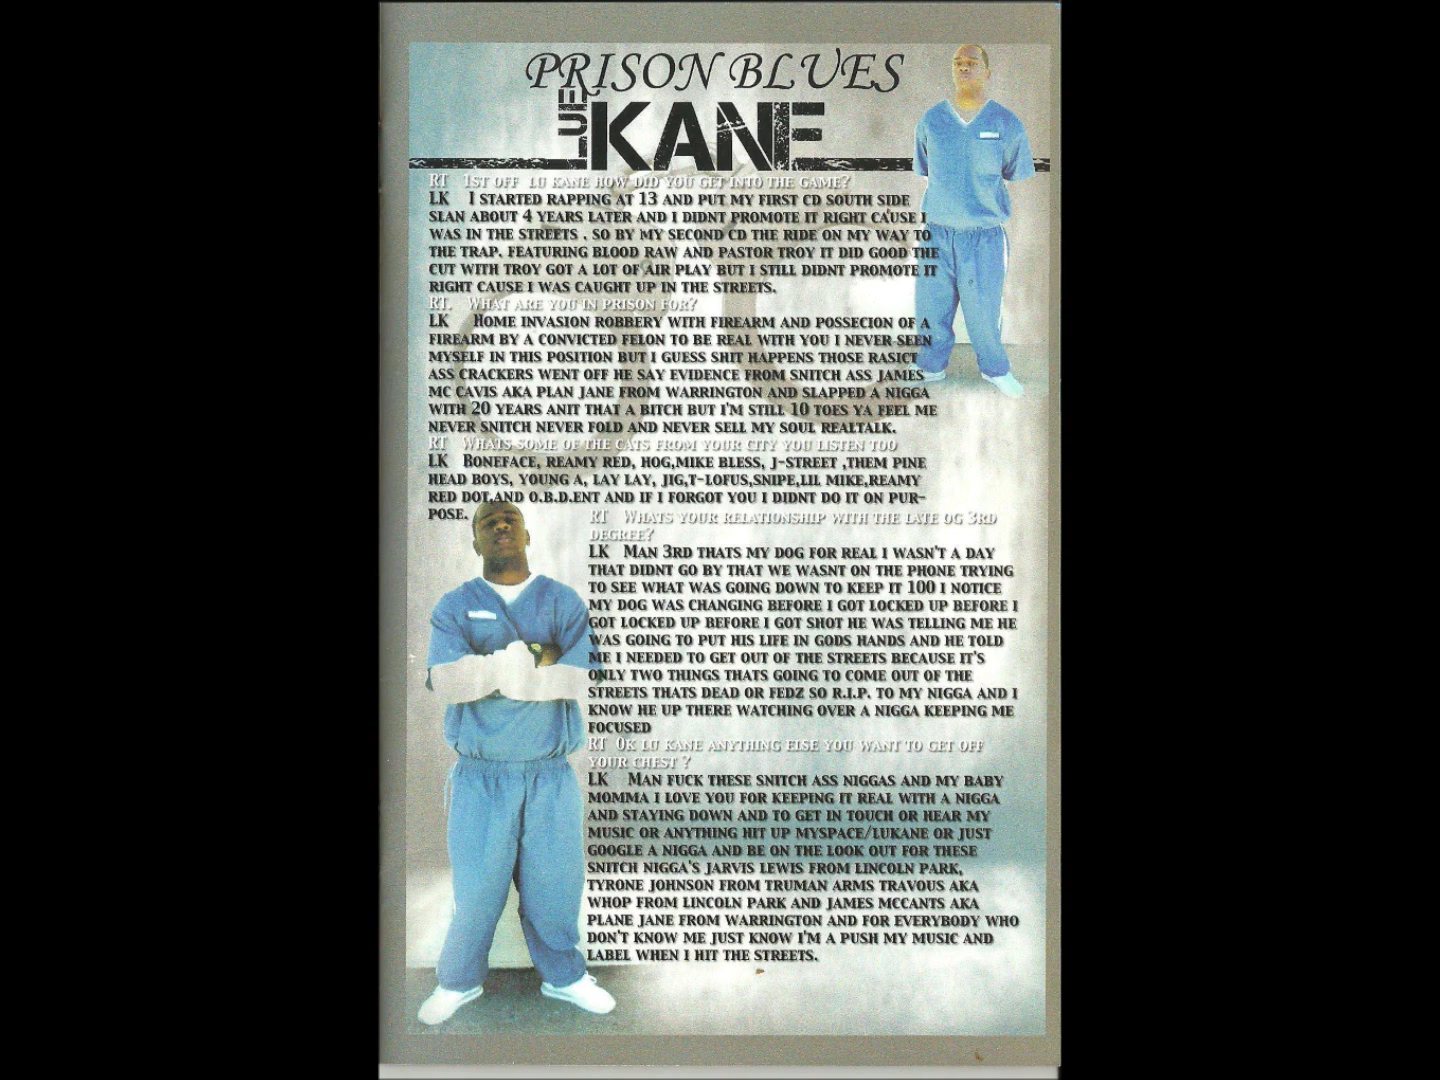 PRISON BLUES
LUE KANE
RT 1ST OFF LU KANE HOW DID YOU GET INTO THE GAME?
LK I STARTED RAPPING AT 13 AND PUT MY FIRST CD SOUTH SIDE
SLAN ABOUT 4 YEARS LATER AND I DIDNT PROMOTE IT RIGHT CAUSE I
WAS IN THE STREETS . SO BY MY SECOND CD THE RIDE ON MY WAY TO
THE TRAP. FEATURING BLOOD RAW AND PASTOR TROY IT DID GOOD THE
CUT WITH TROY GOT A LOT OF AIR PLAY BUT I STILL DIDNT PROMOTE IT
RIGHT CAUSE I WAS CAUGHT UP IN THE STREETS.
RT. WHAT ARE YOU IN PRISON FOR?
LK HOME INVASION ROBBERY WITH FIREARM AND POSSECION OF A
FIREARM BY A CONVICTED FELON TO BE REAL WITH YOU I NEVER SEEN
MYSELF IN THIS POSITION BUT I GUESS SHIT HAPPENS THOSE RASICT
ASS CRACKERS WENT OFF HE SAY EVIDENCE FROM SNITCH ASS JAMES
MC CAVIS AKA PLAN JANE FROM WARRINGTON AND SLAPPED A NIGGA
WITH 20 YEARS ANIT THAT A BITCH BUT I'M STILL 10 TOES YA FEEL ME
NEVER SNITCH NEVER FOLD AND NEVER SELL MY SOUL REALTALK.
RT WHATS SOME OF THE CATS FROM YOUR CITY YOU LISTEN TOO
LK BONEFACE, REAMY RED, HOG,MIKE BLESS, J-STREET ,THEM PINE
HEAD BOYS, YOUNG A, LAY LAY, JIG,T-LOFUS,SNIPE,LIL MIKE,REAMY
RED DOT,AND O.B.D.ENT AND IF I FORGOT YOU I DIDNT DO IT ON PUR-
POSE.
RT WHATS YOUR RELATIONSHIP WITH THE LATE OG 3RD
DEGREE?
LK MAN 3RD THATS MY DOG FOR REAL I WASN'T A DAY
THAT DIDNT GO BY THAT WE WASNT ON THE PHONE TRYING
TO SEE WHAT WAS GOING DOWN TO KEEP IT 100 I NOTICE
MY DOG WAS CHANGING BEFORE I GOT LOCKED UP BEFORE I
GOT LOCKED UP BEFORE I GOT SHOT HE WAS TELLING ME HE
WAS GOING TO PUT HIS LIFE IN GODS HANDS AND HE TOLD
ME I NEEDED TO GET OUT OF THE STREETS BECAUSE IT'S
ONLY TWO THINGS THATS GOING TO COME OUT OF THE
STREETS THATS DEAD OR FEDZ SO R.I.P. TO MY NIGGA AND I
KNOW HE UP THERE WATCHING OVER A NIGGA KEEPING ME
FOCUSED
RT OK LU KANE ANYTHING ELSE YOU WANT TO GET OFF
YOUR CHEST ?
LK MAN FUCK THESE SNITCH ASS NIGGAS AND MY BABY
MOMMA I LOVE YOU FOR KEEPING IT REAL WITH A NIGGA
AND STAYING DOWN AND TO GET IN TOUCH OR HEAR MY
MUSIC OR ANYTHING HIT UP MYSPACE/LUKANE OR JUST
GOOGLE A NIGGA AND BE ON THE LOOK OUT FOR THESE
SNITCH NIGGA'S JARVIS LEWIS FROM LINCOLN PARK,
TYRONE JOHNSON FROM TRUMAN ARMS TRAVOUS AKA
WHOP FROM LINCOLN PARK AND JAMES MCCANTS AKA
PLANE JANE FROM WARRINGTON AND FOR EVERYBODY WHO
DON'T KNOW ME JUST KNOW I'M A PUSH MY MUSIC AND
LABEL WHEN I HIT THE STREETS.